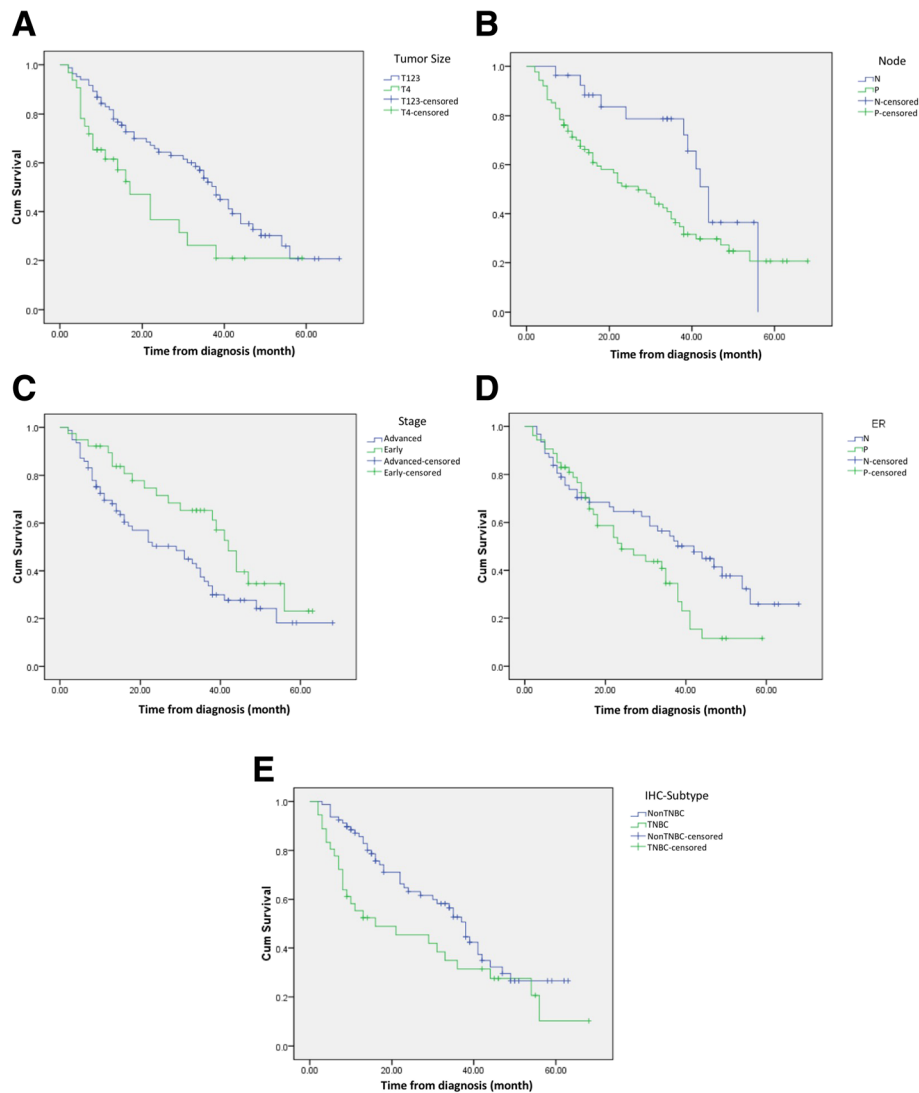 A
Tumor Size
T123
T4
T123-censored
T4-censored
1.0
0.8
0.6
0.4
0.2
0.0
Cum Survival
0.00 20.00 40.00 60.00
Time from diagnosis (month)
B
Node
N
P
N-censored
P-censored
1.0
0.8
0.6
0.4
0.2
0.0
Cum Survival
0.00 20.00 40.00 60.00
Time from diagnosis (month)
C
Stage
Advanced
Early
Advanced-censored
Early-censored
1.0
0.8
0.6
0.4
0.2
0.0
Cum Survival
0.00 20.00 40.00 60.00
Time from diagnosis (month)
D
ER
N
P
N-censored
P-censored
1.0
0.8
0.6
0.4
0.2
0.0
Cum Survival
0.00 20.00 40.00 60.00
Time from diagnosis (month)
E
IHC-Subtype
NonTNBC
TNBC
NonTNBC-censored
TNBC-censored
1.0
0.8
0.6
0.4
0.2
0.0
Cum Survival
0.00 20.00 40.00 60.00
Time from diagnosis (month)